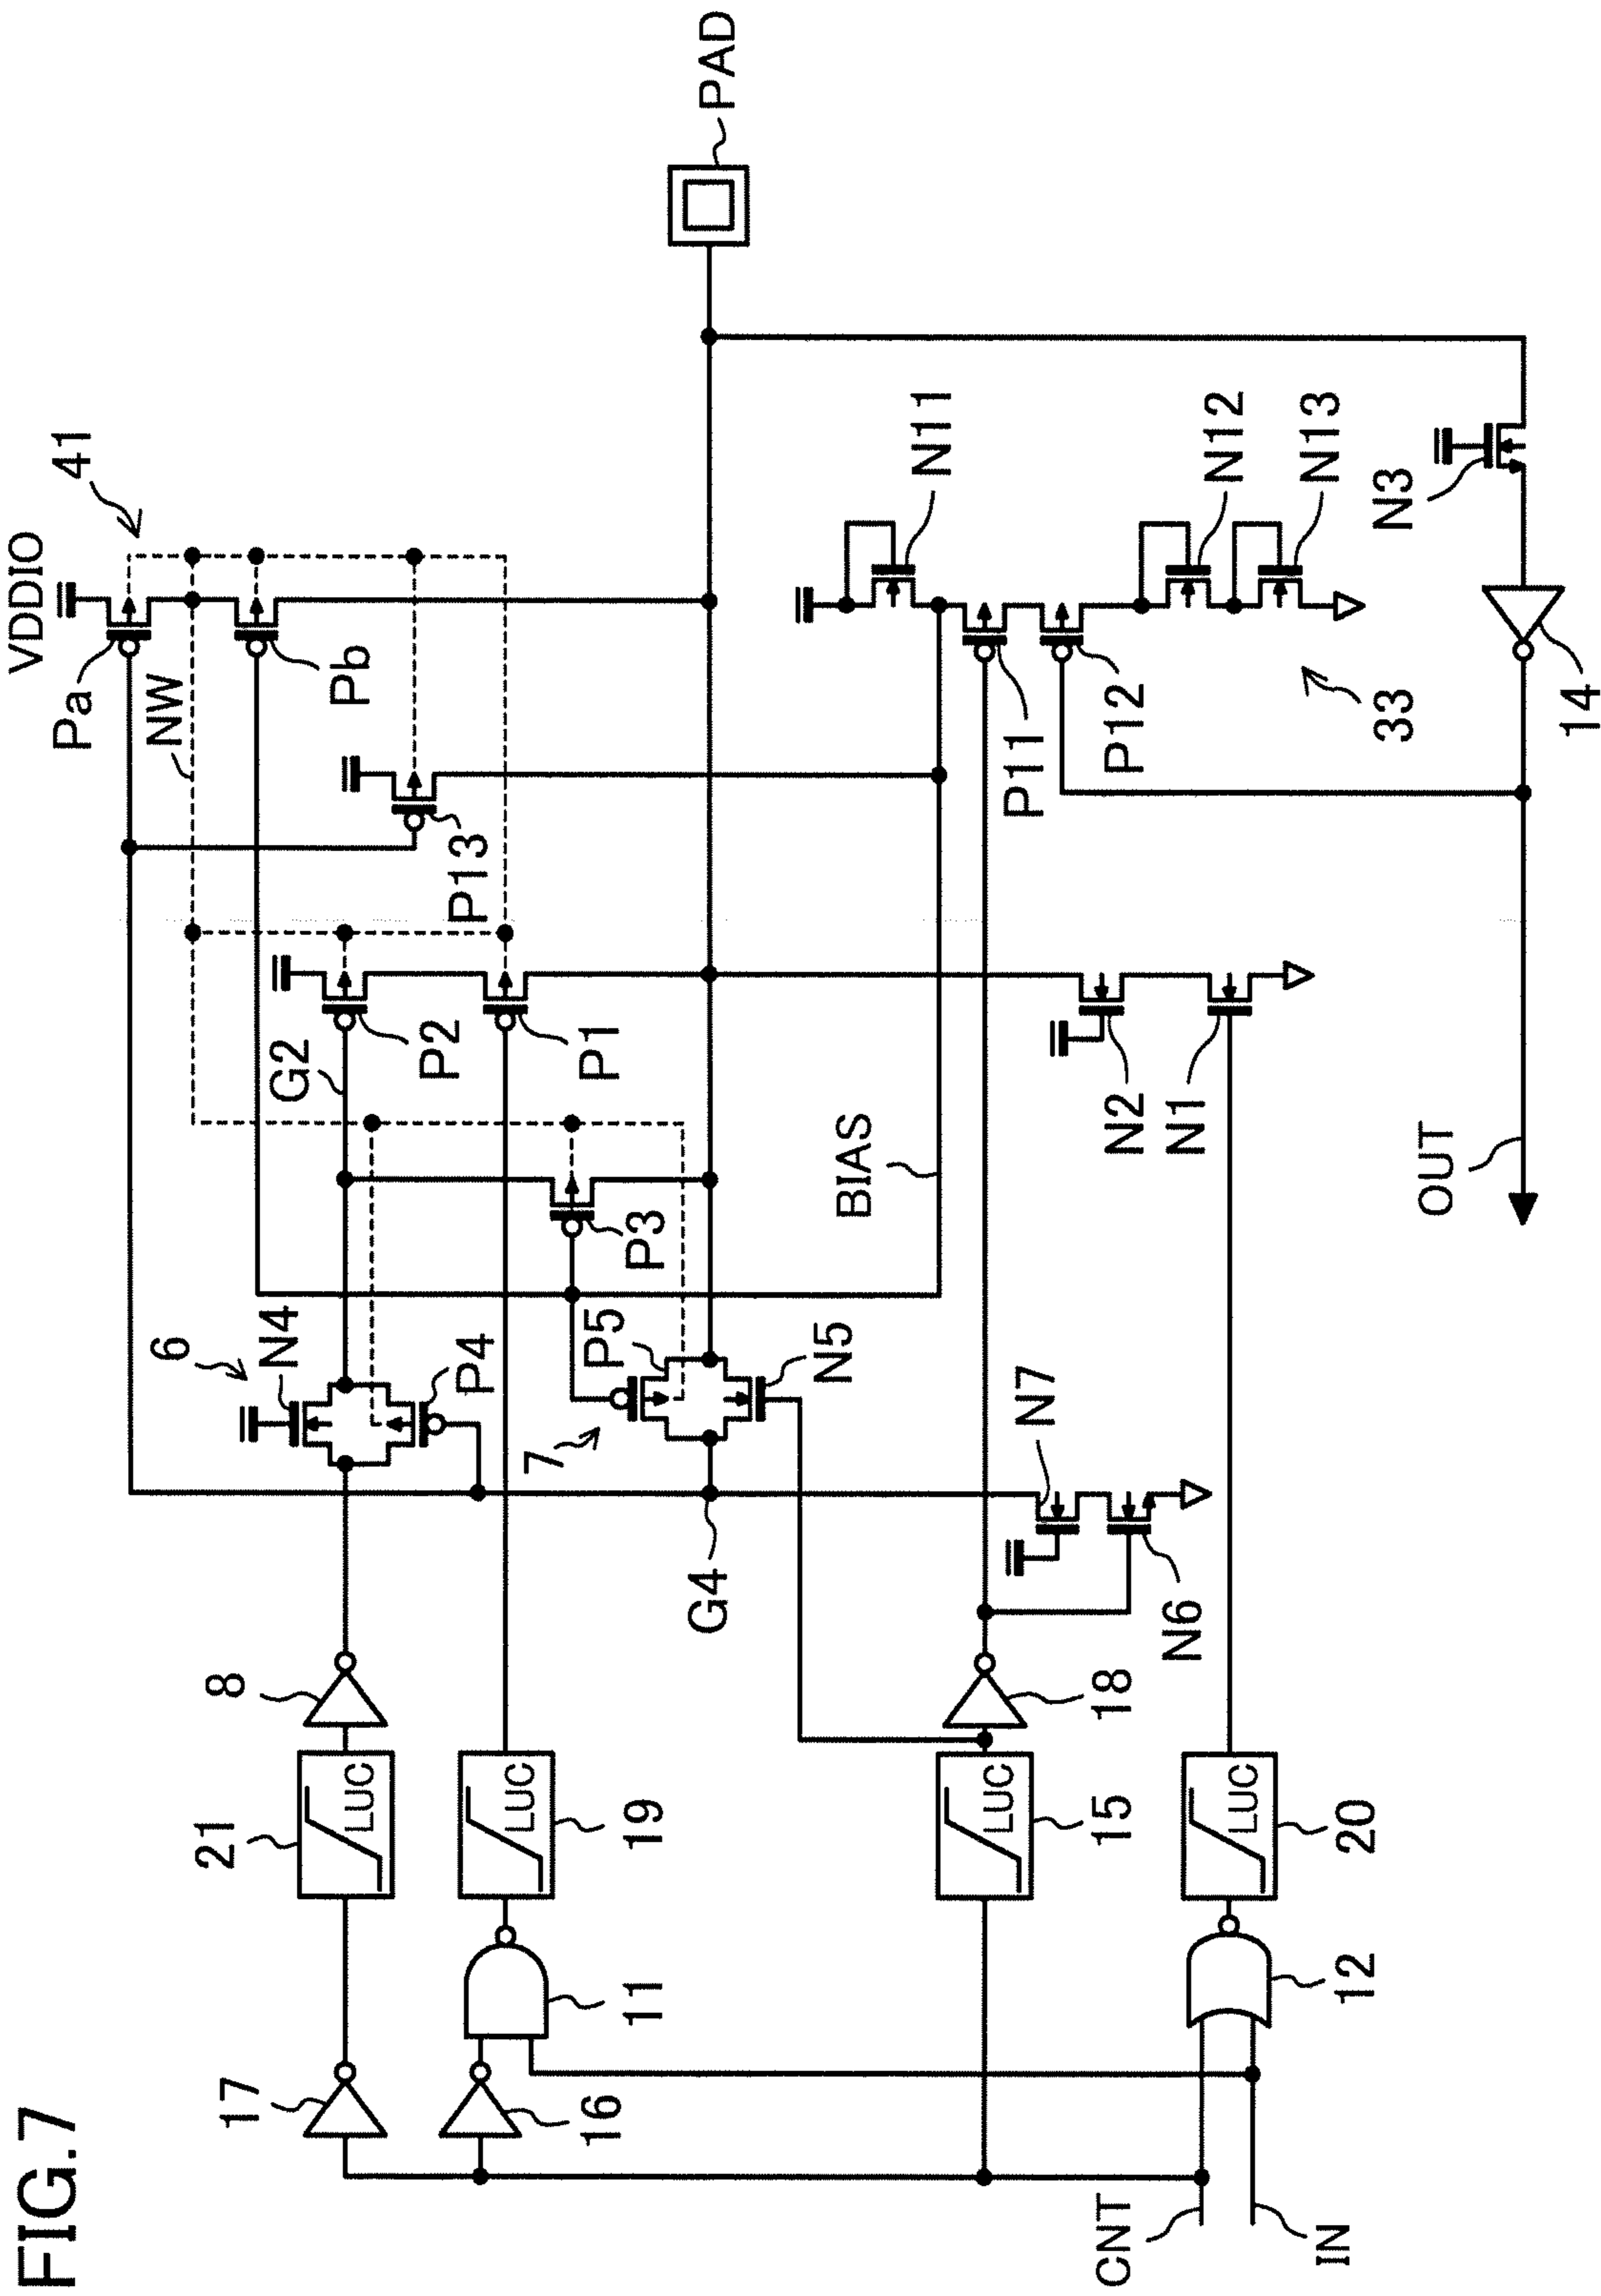 FIG.7
VDDIO
Pa
41
NW
Pb
P13
G2
P2
P1
P3
6
N4
P4
P5
7
N5
G4
8
21
LUC
17
LUC
19
11
16
LUC
15
18
LUC
20
12
CNT
IN
N7
N6
N2
N1
BIAS
PAD
N11
P11
P12
N12
N13
33
N3
14
OUT